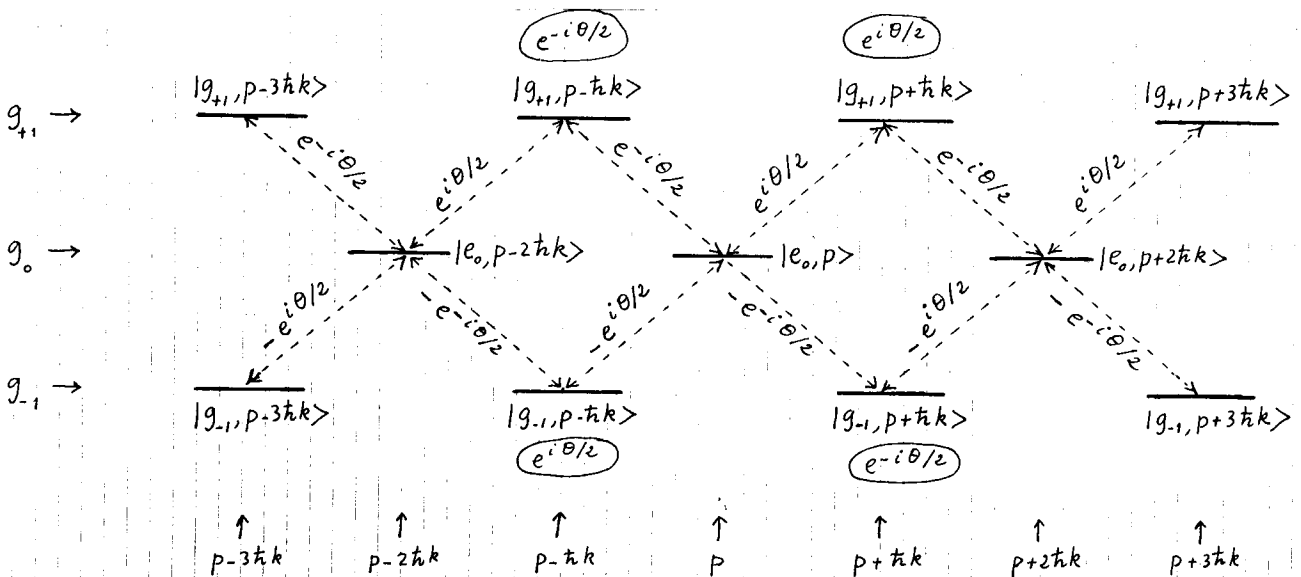 e^{-iθ/2} e^{iθ/2}
|g_{+1}, p-3ħk> |g_{+1}, p-ħk> |g_{+1}, p+ħk> |g_{+1}, p+3ħk>
g_{+1} →
e^{-iθ/2} e^{iθ/2} e^{-iθ/2} e^{iθ/2} e^{-iθ/2} e^{iθ/2}
g_0 → |e_0, p-2ħk> |e_0, p> |e_0, p+2ħk>
-e^{iθ/2} -e^{-iθ/2} -e^{iθ/2} -e^{-iθ/2} -e^{iθ/2} -e^{-iθ/2}
g_{-1} →
|g_{-1}, p-3ħk> |g_{-1}, p-ħk> |g_{-1}, p+ħk> |g_{-1}, p+3ħk>
e^{iθ/2} e^{-iθ/2}
↑ ↑ ↑ ↑ ↑ ↑ ↑
p-3ħk p-2ħk p-ħk p p+ħk p+2ħk p+3ħk